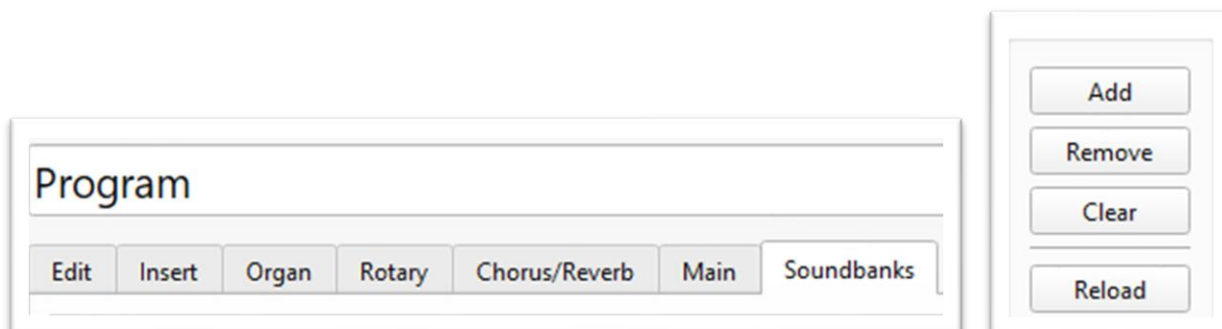 Program
Edit Insert Organ Rotary Chorus/Reverb Main Soundbanks
Add
Remove
Clear
Reload